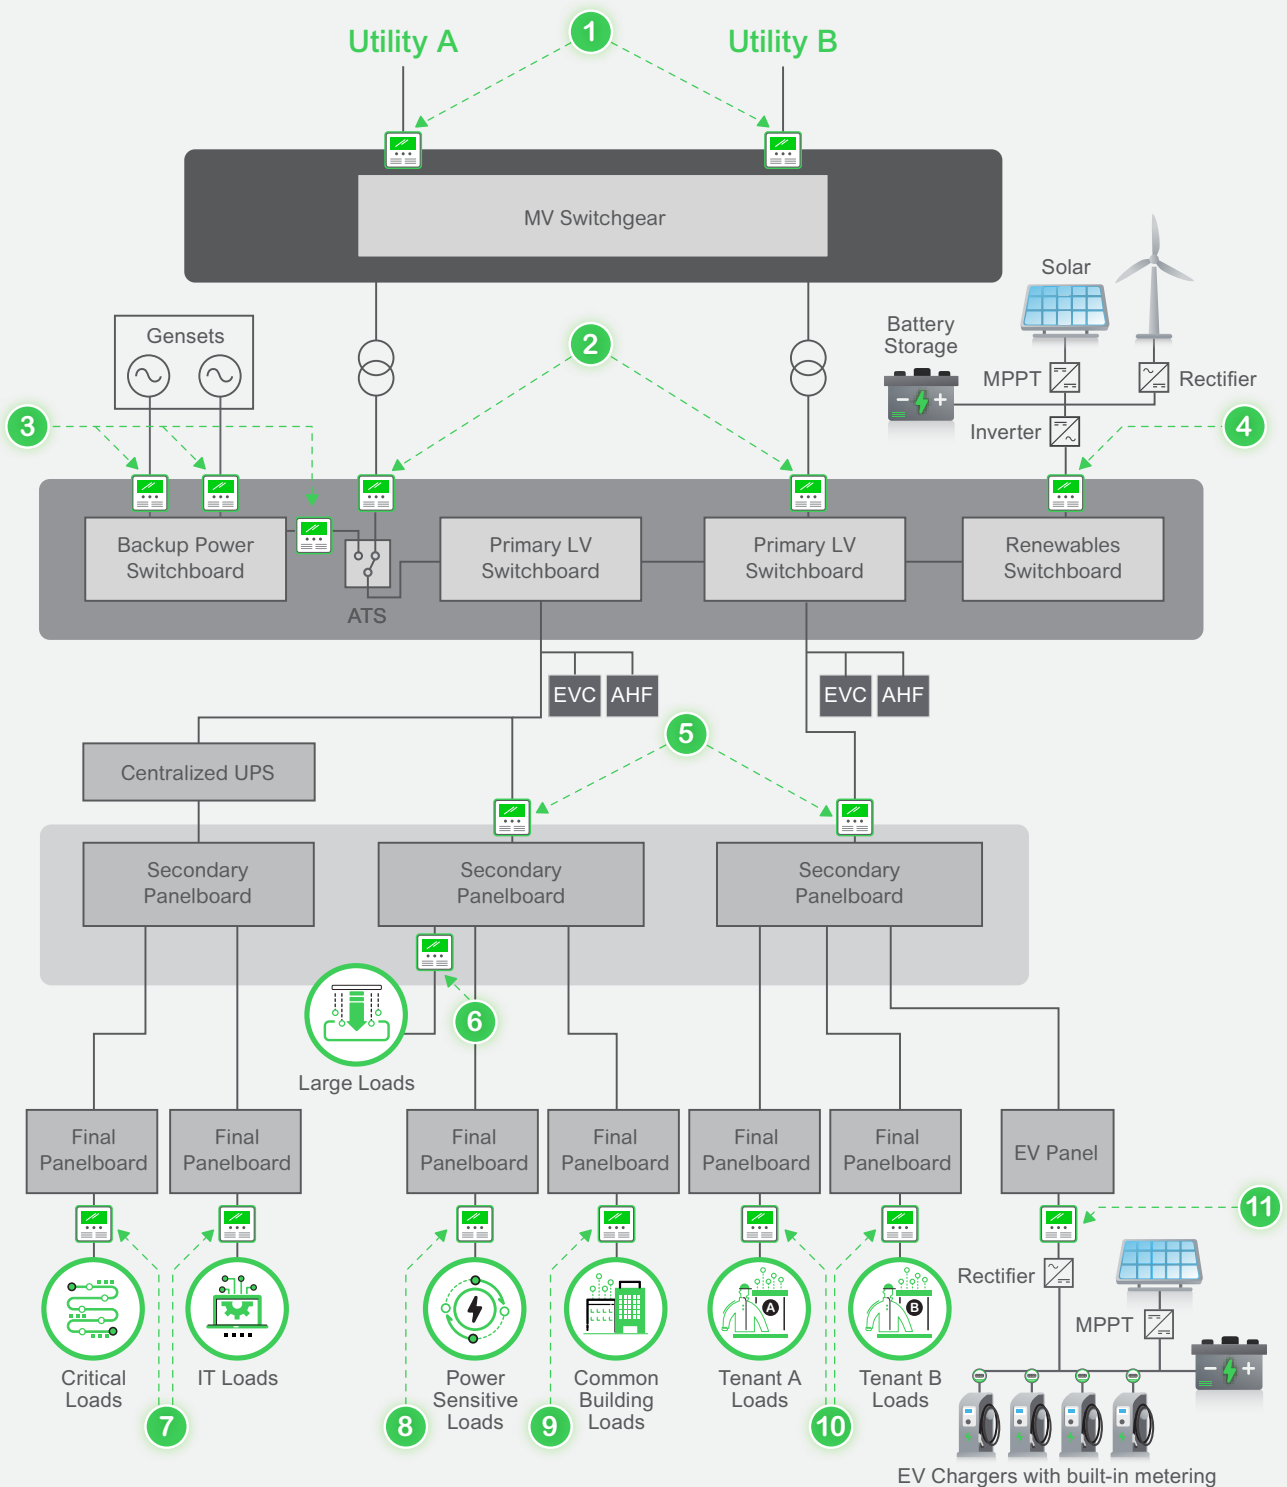 1
Utility A
Utility B
MV Switchgear
Solar
Gensets
2
Battery
Storage
MPPT
Rectifier
3
Inverter
4
Backup Power
Switchboard
Primary LV
Switchboard
Primary LV
Switchboard
Renewables
Switchboard
ATS
EVC
AHF
EVC
AHF
5
Centralized UPS
Secondary
Panelboard
Secondary
Panelboard
Secondary
Panelboard
6
Large Loads
Final
Panelboard
Final
Panelboard
Final
Panelboard
Final
Panelboard
Final
Panelboard
Final
Panelboard
EV Panel
11
Rectifier
A
B
MPPT
Critical
Loads
IT Loads
Power
Sensitive
Loads
Common
Building
Loads
Tenant A
Loads
Tenant B
Loads
7
8
9
10
EV Chargers with built-in metering